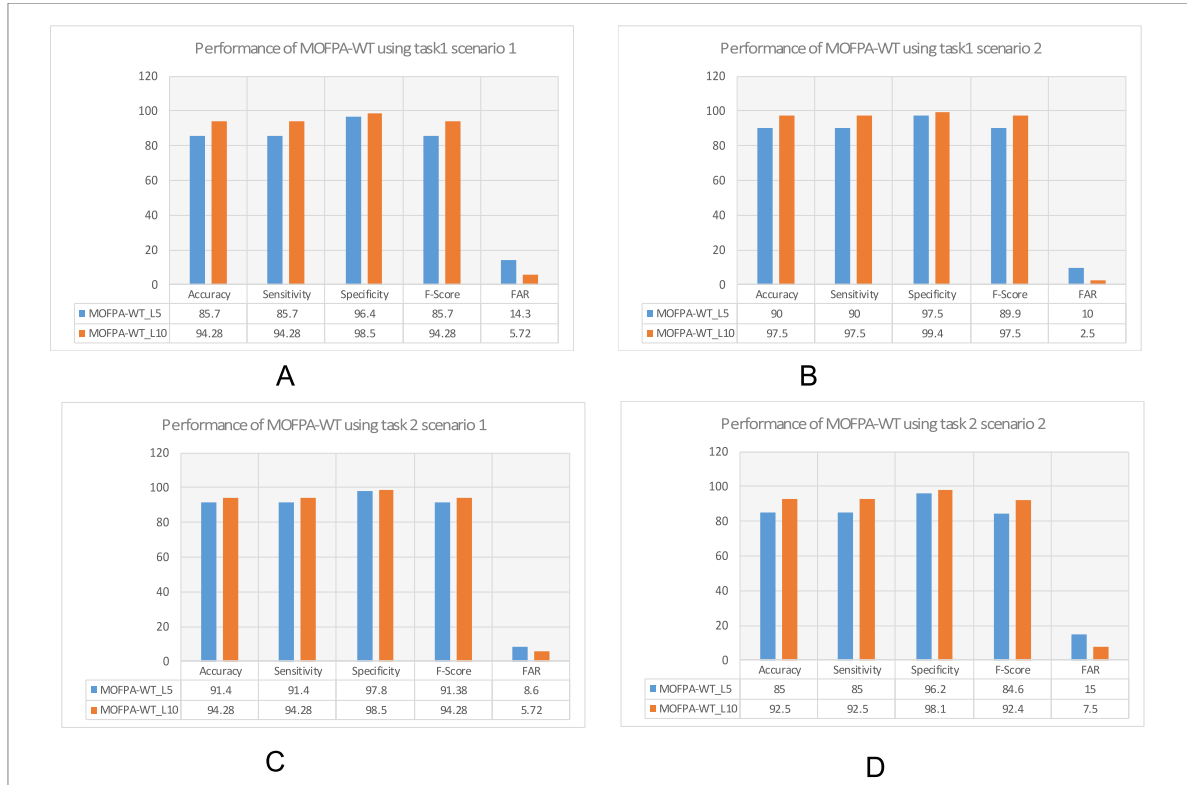 Performance of MOFPA-WT using task1 scenario 1
120
100
80
60
40
20
0
Accuracy Sensitivity Specificity F-Score FAR
MOFPA-WT_L5 85.7 85.7 96.4 85.7 14.3
MOFPA-WT_L10 94.28 94.28 98.5 94.28 5.72
A
Performance of MOFPA-WT using task1 scenario 2
120
100
80
60
40
20
0
Accuracy Sensitivity Specificity F-Score FAR
MOFPA-WT_L5 90 90 97.5 89.9 10
MOFPA-WT_L10 97.5 97.5 99.4 97.5 2.5
B
Performance of MOFPA-WT using task 2 scenario 1
120
100
80
60
40
20
0
Accuracy Sensitivity Specificity F-Score FAR
MOFPA-WT_L5 91.4 91.4 97.8 91.38 8.6
MOFPA-WT_L10 94.28 94.28 98.5 94.28 5.72
C
Performance of MOFPA-WT using task 2 scenario 2
120
100
80
60
40
20
0
Accuracy Sensitivity Specificity F-Score FAR
MOFPA-WT_L5 85 85 96.2 84.6 15
MOFPA-WT_L10 92.5 92.5 98.1 92.4 7.5
D